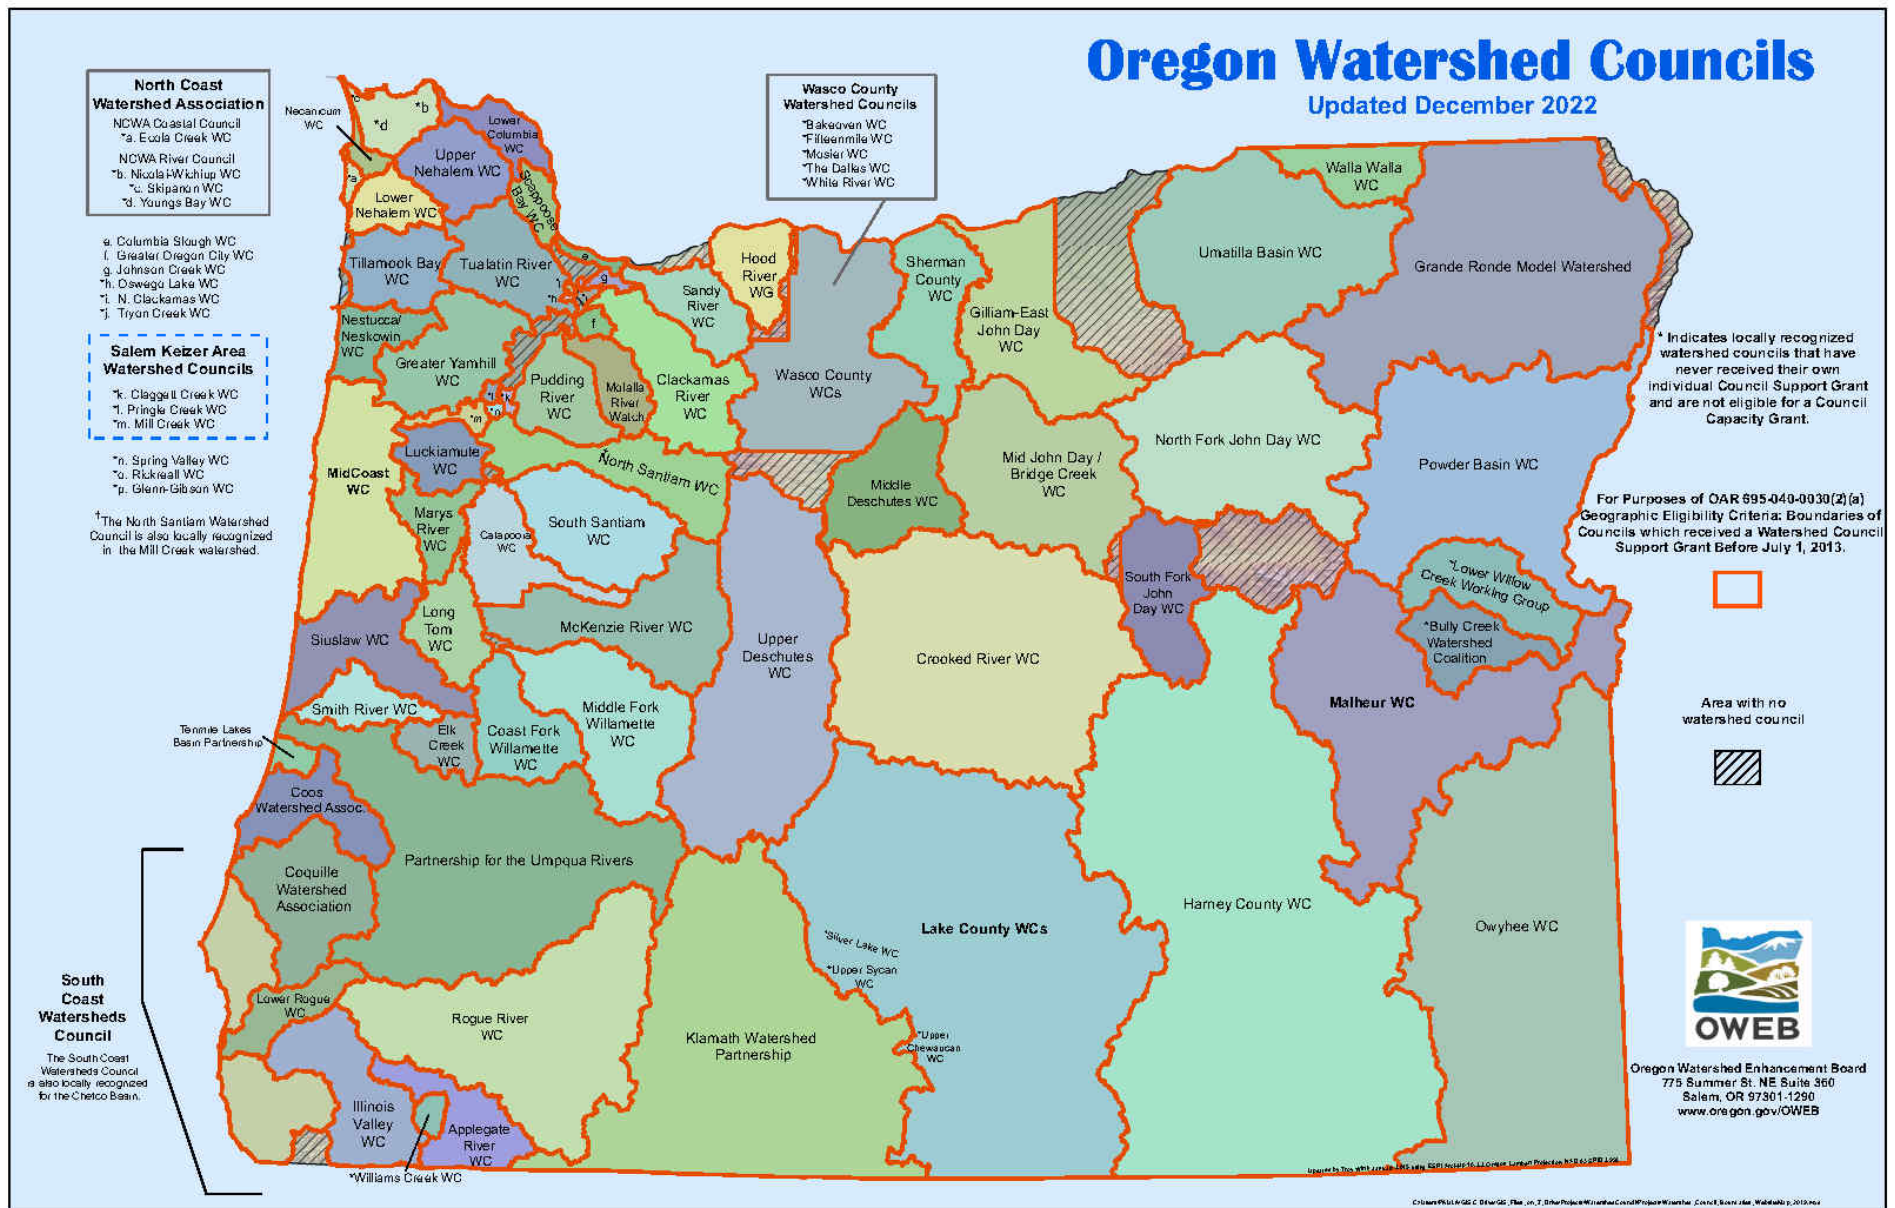 Oregon Watershed Councils
Updated December 2022
North Coast
Watershed Association
NCWA Coastal Council
*a. Ecola Creek WC
NCWA River Council
*b. Nicolai-Wickiup WC
*c. Skipanon WC
*d. Youngs Bay WC
e. Columbia Slough WC
f. Greater Oregon City WC
g. Johnson Creek WC
*h. Oswego Lake WC
*i. N. Clackamas WC
*j. Tryon Creek WC
Salem Keizer Area
Watershed Councils
*k. Claggett Creek WC
*l. Pringle Creek WC
*m. Mill Creek WC
*n. Spring Valley WC
*o. Rickreall WC
*p. Glenn-Gibson WC
†The North Santiam Watershed
Council is also locally recognized
in the Mill Creek watershed.
Wasco County
Watershed Councils
*Bakeoven WC
*Fifteenmile WC
*Mosier WC
*The Dalles WC
*White River WC
Necanicum
WC
*c
*b
*d
*a
Lower
Columbia
WC
Upper
Nehalem WC
Scappoose
Bay WC
Lower
Nehalem WC
Tillamook Bay
WC
Tualatin River
WC
e
g
*h
f
Hood
River
WG
Sandy
River
WC
Sherman
County
WC
Gilliam-East
John Day
WC
Walla Walla
WC
Umatilla Basin WC
Grande Ronde Model Watershed
Nestucca/
Neskowin
WC
Greater Yamhill
WC
Pudding
River
WC
Molalla
River
Watch
Clackamas
River
WC
Wasco County
WCs
*k
*m
MidCoast
WC
Luckiamute
WC
*North Santiam WC
Marys
River
WC
Calapooia
WC
South Santiam
WC
Middle
Deschutes WC
Mid John Day /
Bridge Creek
WC
North Fork John Day WC
Powder Basin WC
South Fork
John
Day WC
*Lower Willow
Creek Working Group
*Bully Creek
Watershed
Coalition
Long
Tom
WC
McKenzie River WC
Siuslaw WC
Upper
Deschutes
WC
Crooked River WC
Malheur WC
Smith River WC
Elk
Creek
WC
Coast Fork
Willamette
WC
Middle Fork
Willamette
WC
Tenmile Lakes
Basin Partnership
Coos
Watershed Assoc.
Coquille
Watershed
Association
Partnership for the Umpqua Rivers
Lake County WCs
*Silver Lake WC
*Upper Sycan
WC
*Upper
Chewaucan
WC
Harney County WC
Owyhee WC
Lower Rogue
WC
Rogue River
WC
Klamath Watershed
Partnership
Illinois
Valley
WC
Applegate
River
WC
*Williams Creek WC
South
Coast
Watersheds
Council
The South Coast
Watersheds Council
is also locally recognized
for the Chetco Basin.
* Indicates locally recognized
watershed councils that have
never received their own
individual Council Support Grant
and are not eligible for a Council
Capacity Grant.
For Purposes of OAR 695-040-0030(2)(a)
Geographic Eligibility Criteria: Boundaries of
Councils which received a Watershed Council
Support Grant Before July 1, 2013.
Area with no
watershed council
OWEB
Oregon Watershed Enhancement Board
775 Summer St. NE Suite 360
Salem, OR 97301-1290
www.oregon.gov/OWEB